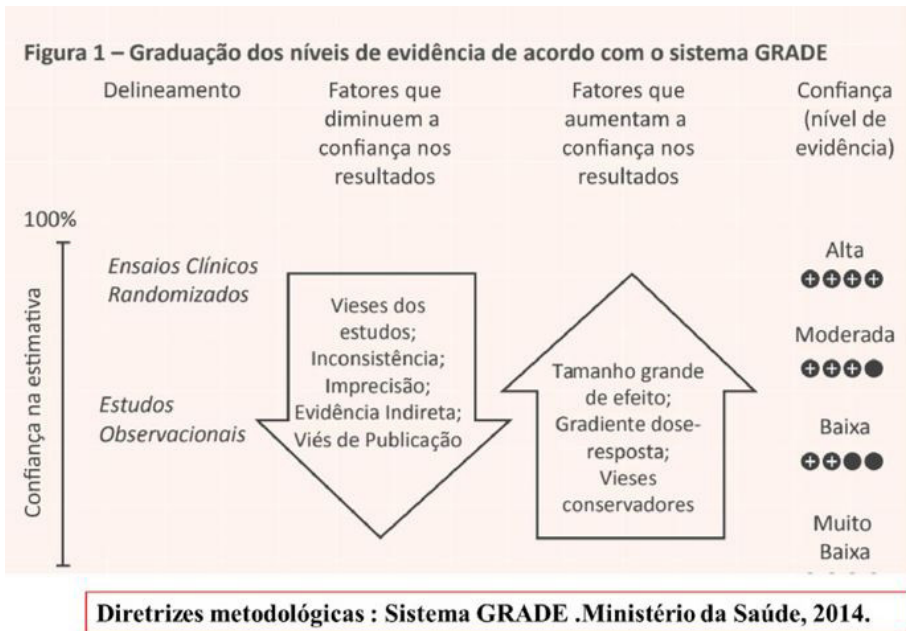 Figura 1 – Graduação dos níveis de evidência de acordo com o sistema GRADE
Delineamento
Fatores que
diminuem a
confiança nos
resultados
Fatores que
aumentam a
confiança nos
resultados
Confiança
(nível de
evidência)
100%
Confiança na estimativa
Ensaios Clínicos
Randomizados
Estudos
Observacionais
Vieses dos
estudos;
Inconsistência;
Imprecisão;
Evidência Indireta;
Viés de Publicação
Tamanho grande
de efeito;
Gradiente dose-
resposta;
Vieses
conservadores
Alta
Moderada
Baixa
Muito
Baixa
Diretrizes metodológicas : Sistema GRADE .Ministério da Saúde, 2014.